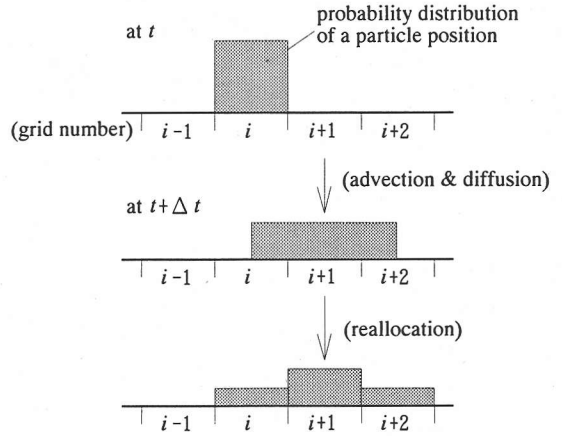 at t
probability distribution
of a particle position
(grid number) i-1 i i+1 i+2
(advection & diffusion)
at t+Δ t
i-1 i i+1 i+2
(reallocation)
i-1 i i+1 i+2